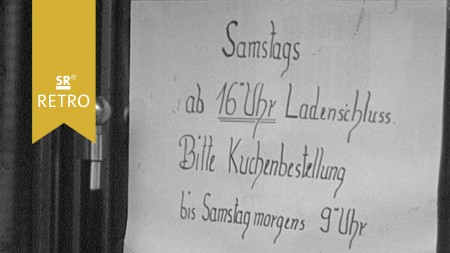 SR
RETRO
Samstags
ab 16 Uhr Ladenschluss.
Bitte Kuchenbestellung
bis Samstag morgens 9 Uhr